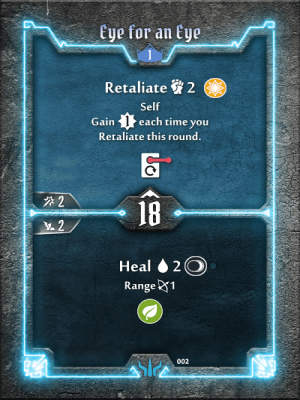 Eye for an Eye
1
Retaliate 2
Self
Gain 1 each time you
Retaliate this round.
2
18
2
Heal 2
Range 1
002